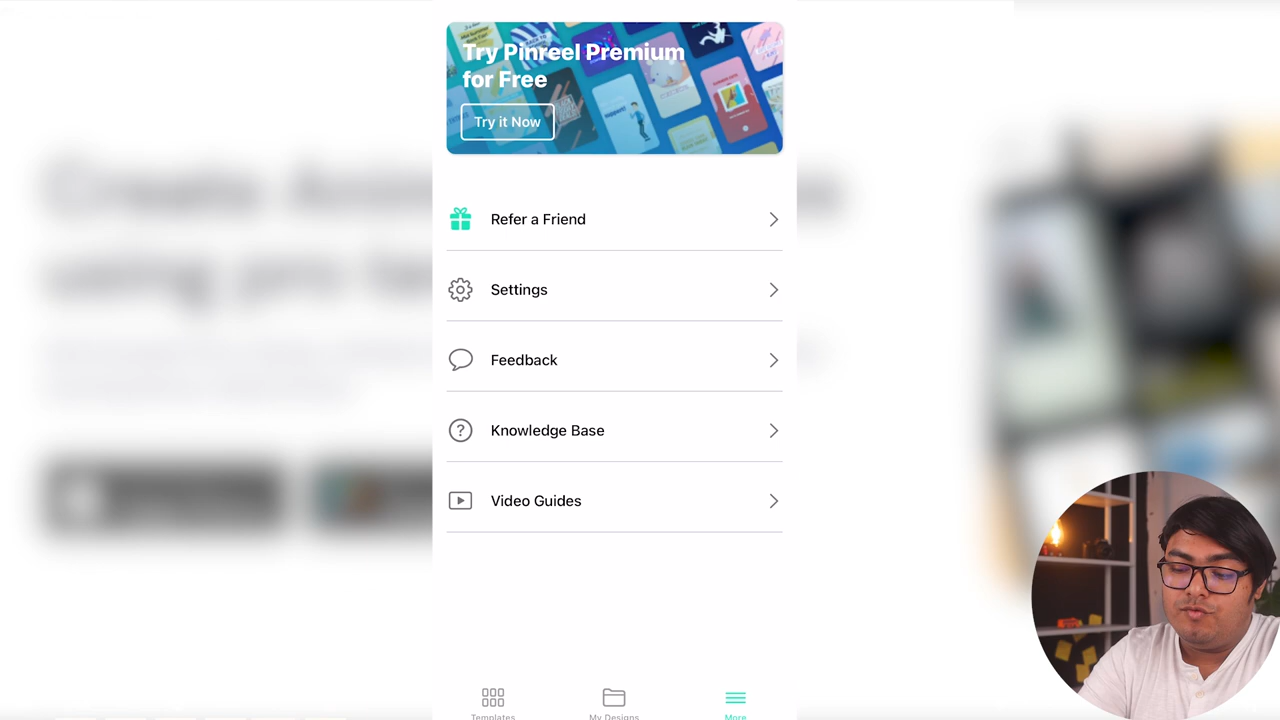 Try Pinreel Premium
for Free
Try it Now
Refer a Friend
Settings
Feedback
Knowledge Base
Video Guides
Templates
My Designs
More